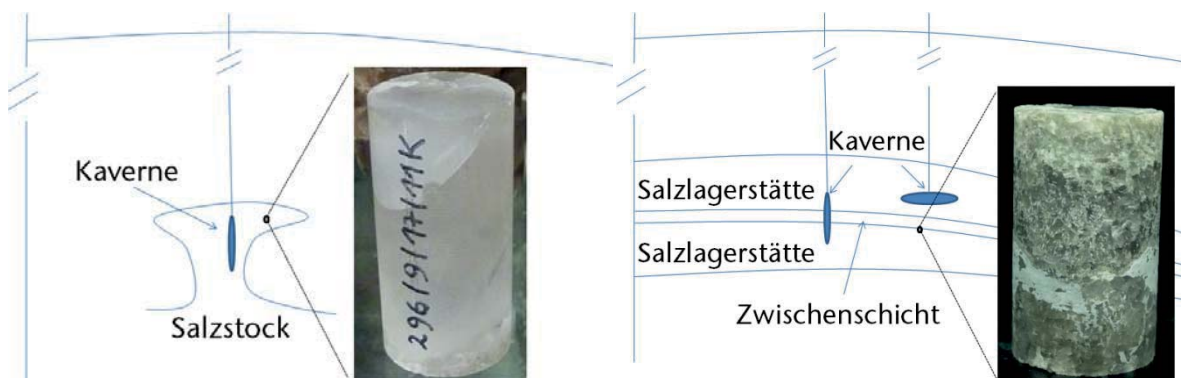 Kaverne
Salzstock
296/9/17/11K
Kaverne
Salzlagerstätte
Salzlagerstätte
Zwischenschicht